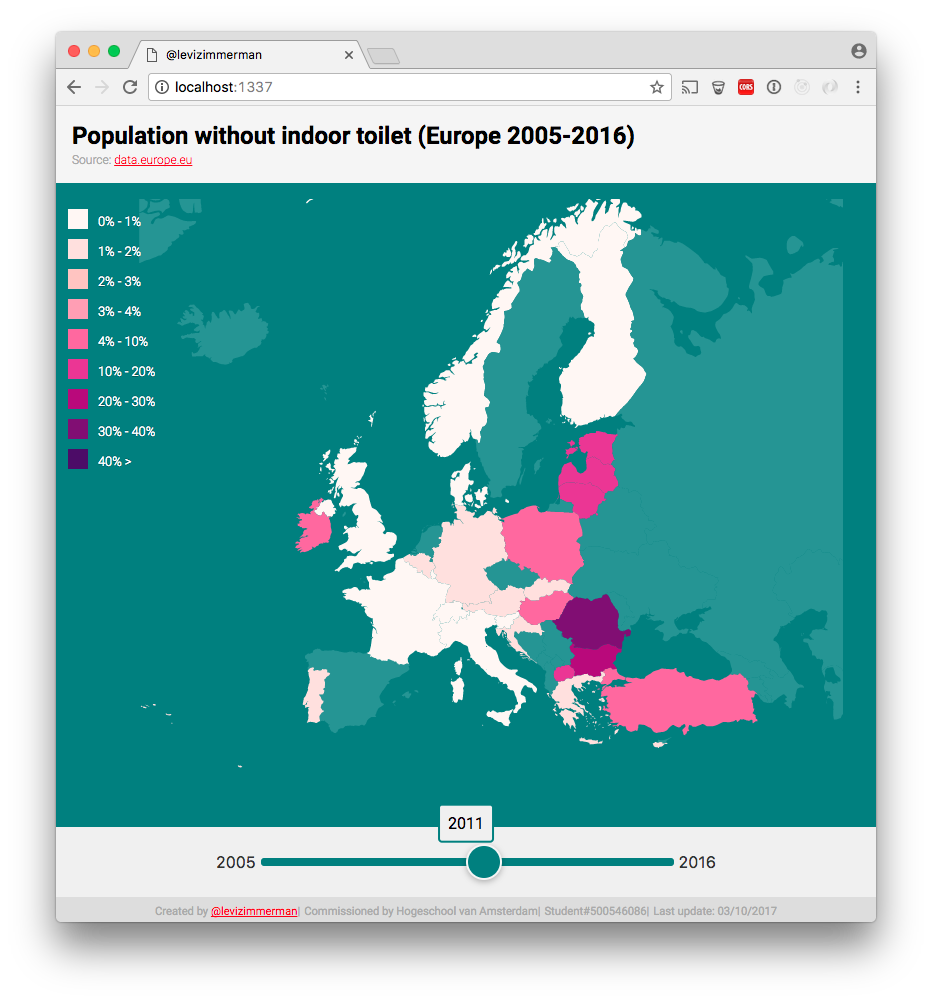 @levizimmerman
localhost:1337
CORS
Population without indoor toilet (Europe 2005-2016)
Source: data.europe.eu
0% - 1%
1% - 2%
2% - 3%
3% - 4%
4% - 10%
10% - 20%
20% - 30%
30% - 40%
40% >
2011
2005
2016
Created by @levizimmerman| Commissioned by Hogeschool van Amsterdam| Student#500546086| Last update: 03/10/2017